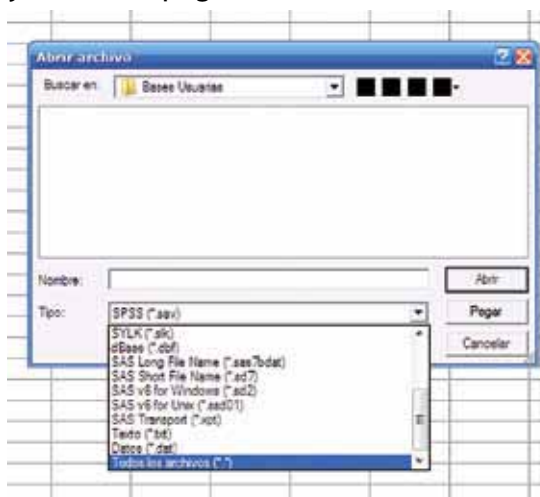 Abrir archivo
Buscar en: Bases Usuarias
Nombre: Abrir
Tipo: SPSS (*.sav) Pegar
Cancelar
SYLK (*.slk)
dBase (*.dbf)
SAS Long File Name (*.sas7bdat)
SAS Short File Name (*.sd7)
SAS v6 for Windows (*.sd2)
SAS v6 for Unix (*.ssd01)
SAS Transport (*.xpt)
Texto (*.txt)
Datos (*.dat)
Todos los archivos (*.*)